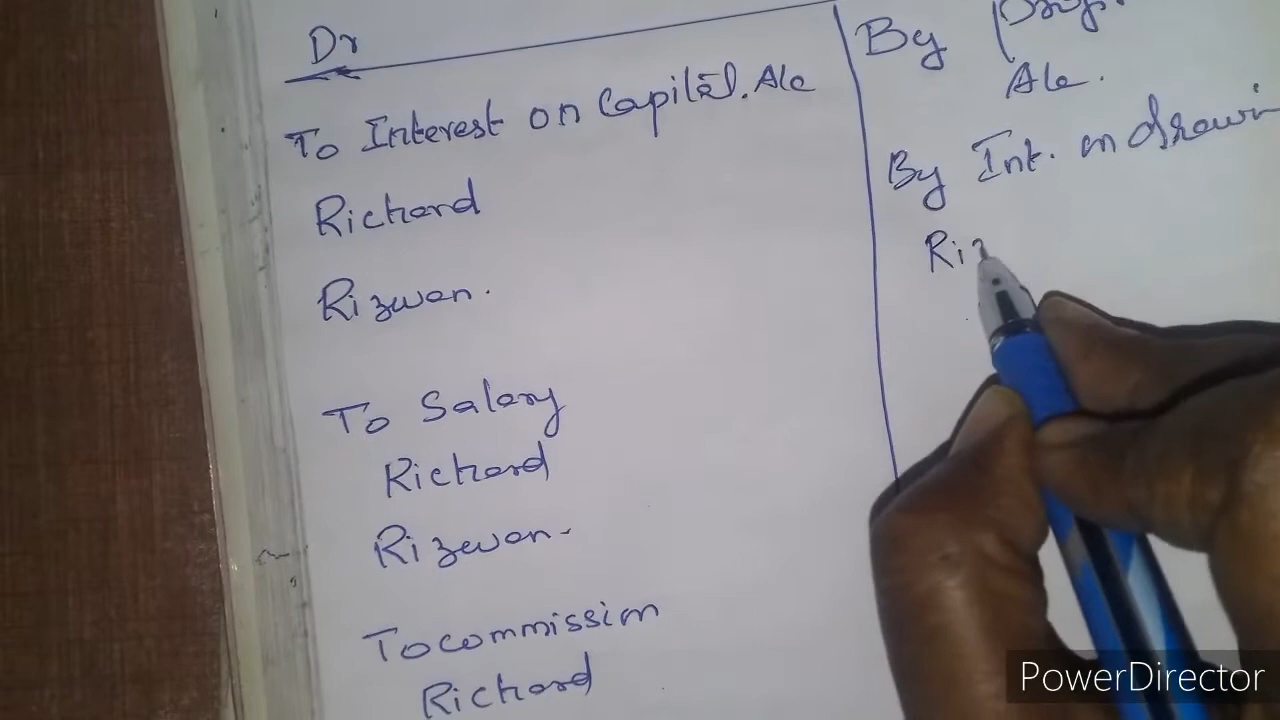 Dr
To Interest on Capital. A/c
Richard
Rizwan.
To Salary
Richard
Rizwan-
To commission
Richard
By
A/c.
By Int. on drawin
Ri
PowerDirector